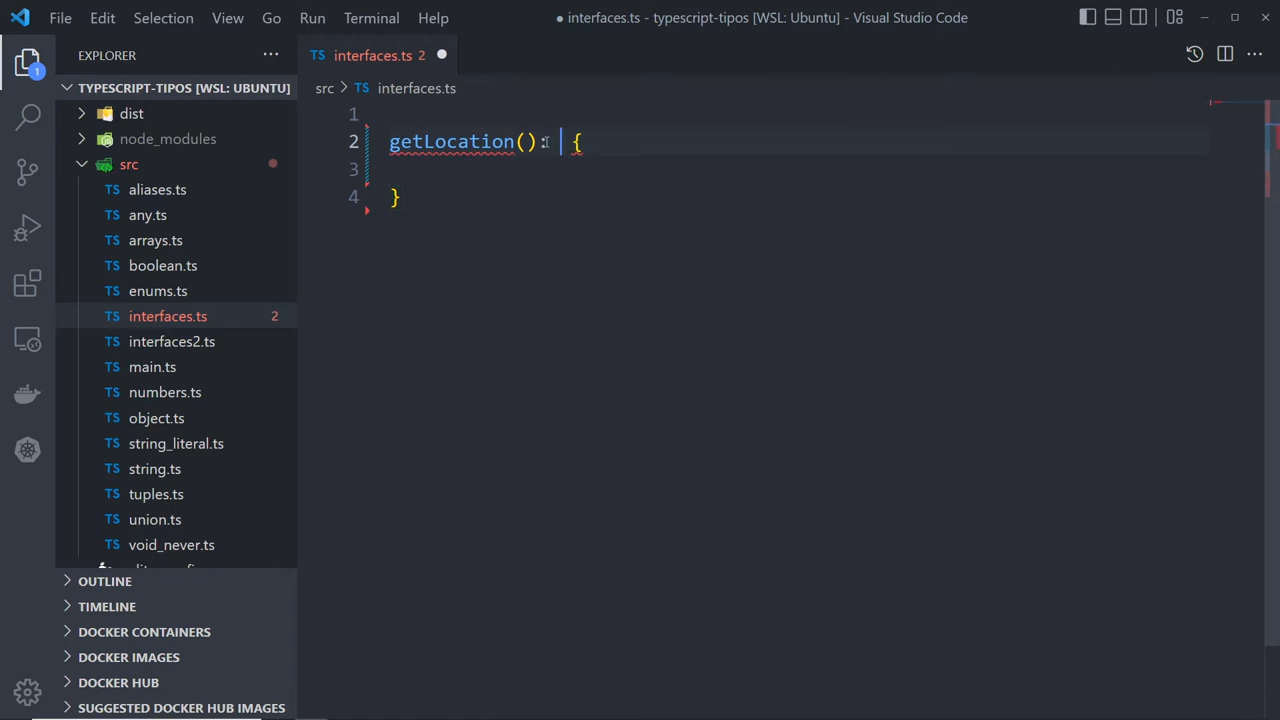 File Edit Selection View Go Run Terminal Help
● interfaces.ts - typescript-tipos [WSL: Ubuntu] - Visual Studio Code
EXPLORER
TS interfaces.ts 2
1
TYPESCRIPT-TIPOS [WSL: UBUNTU]
src > TS interfaces.ts
dist
node_modules
src
TS aliases.ts
TS any.ts
TS arrays.ts
TS boolean.ts
TS enums.ts
TS interfaces.ts 2
TS interfaces2.ts
TS main.ts
TS numbers.ts
TS object.ts
TS string_literal.ts
TS string.ts
TS tuples.ts
TS union.ts
TS void_never.ts
OUTLINE
TIMELINE
DOCKER CONTAINERS
DOCKER IMAGES
DOCKER HUB
SUGGESTED DOCKER HUB IMAGES
1
2 getLocation(): {
3
4 }